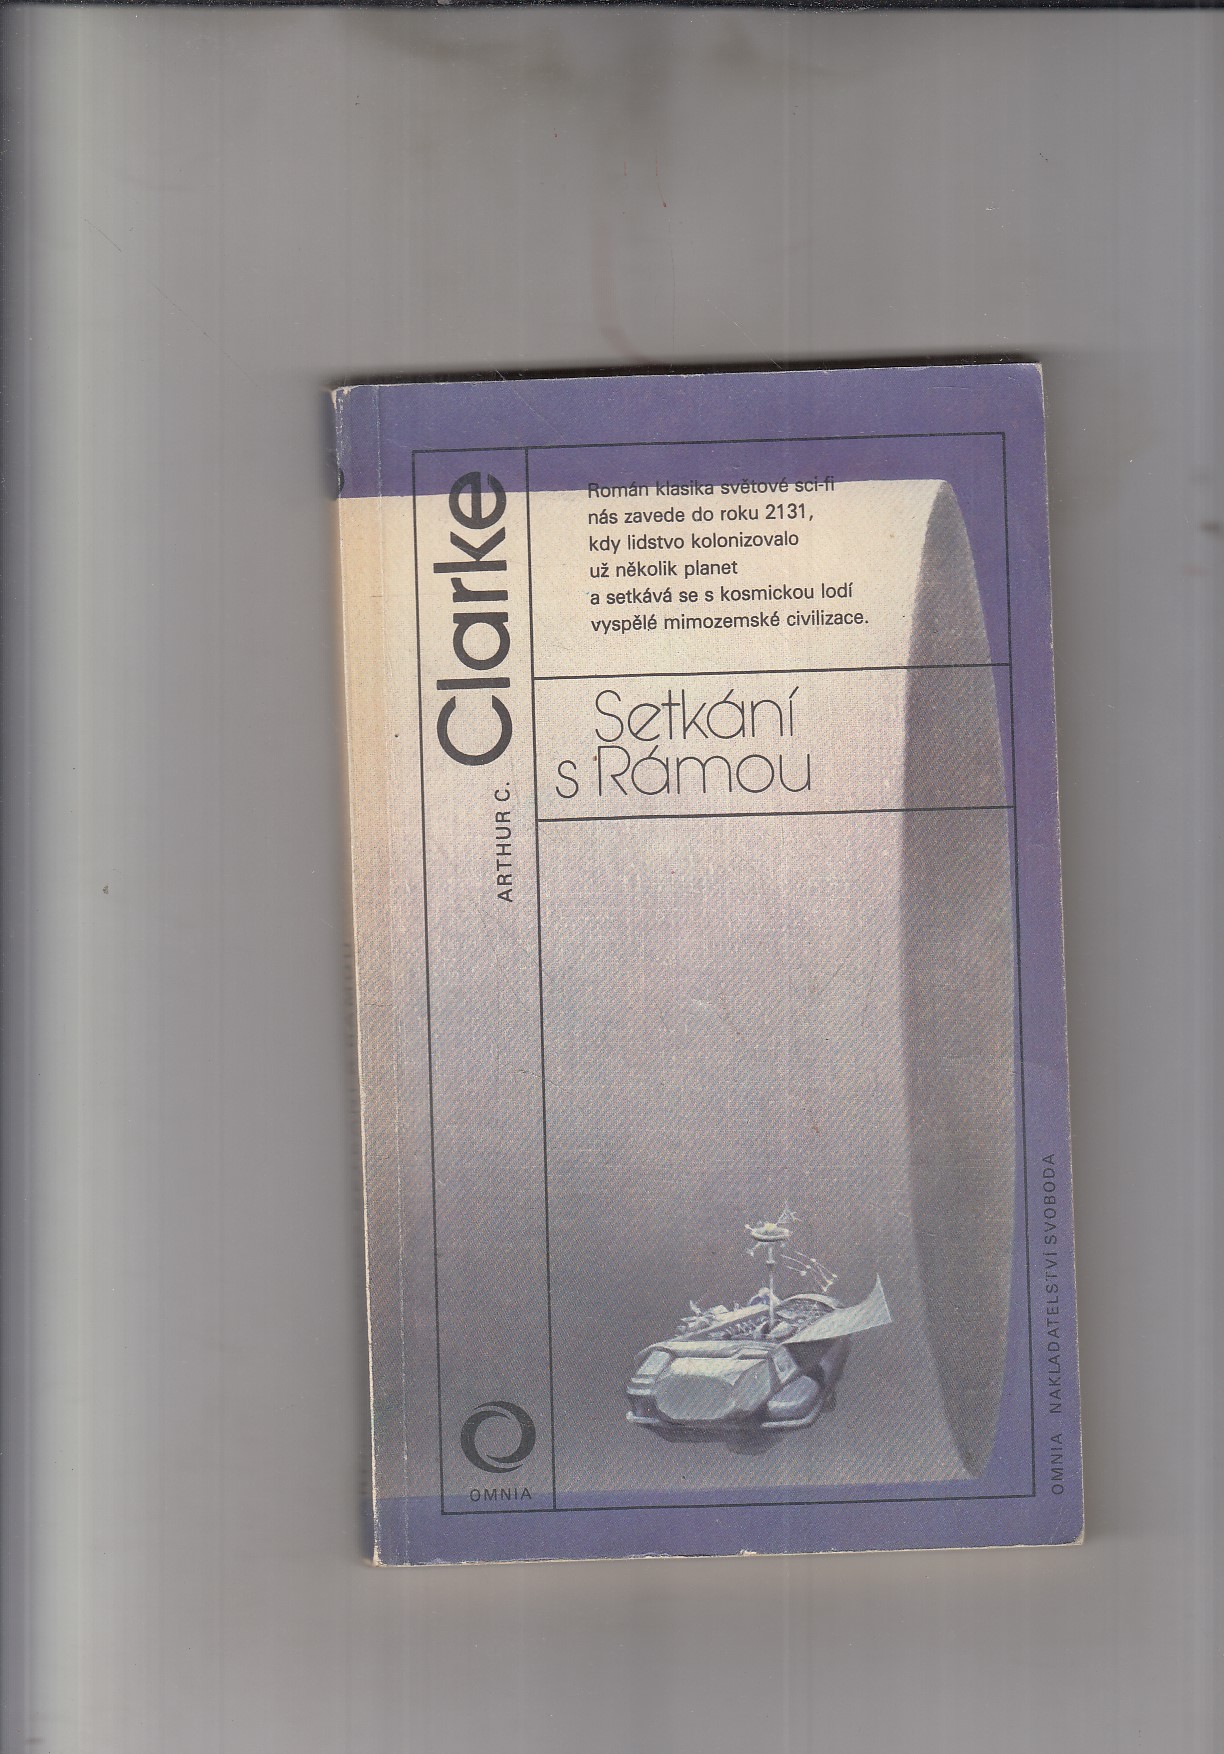 ARTHUR C. Clarke
Román klasika světové sci-fi
nás zavede do roku 2131,
kdy lidstvo kolonizovalo
už několik planet
a setkává se s kosmickou lodí
vyspělé mimozemské civilizace.
Setkání
s Rámou
OMNIA
OMNIA NAKLADATELSTVÍ SVOBODA